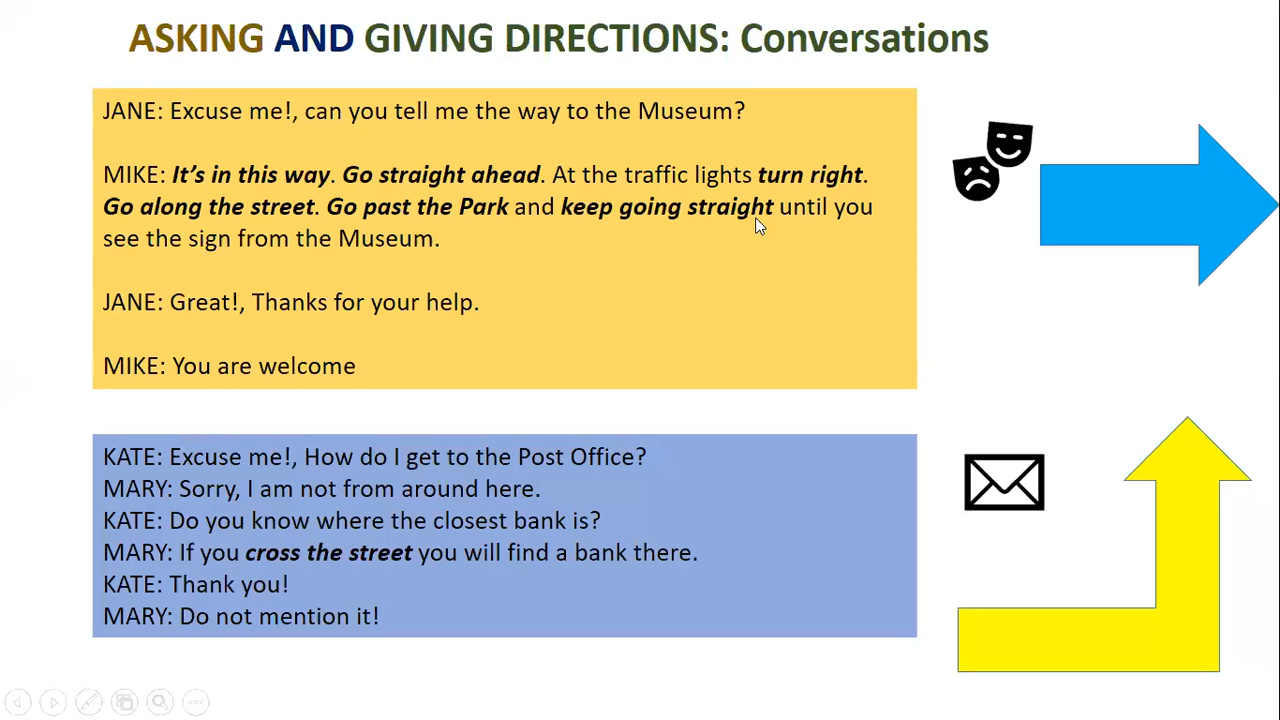 ASKING AND GIVING DIRECTIONS: Conversations
JANE: Excuse me!, can you tell me the way to the Museum?
MIKE: It's in this way. Go straight ahead. At the traffic lights turn right.
Go along the street. Go past the Park and keep going straight until you
see the sign from the Museum.
JANE: Great!, Thanks for your help.
MIKE: You are welcome
KATE: Excuse me!, How do I get to the Post Office?
MARY: Sorry, I am not from around here.
KATE: Do you know where the closest bank is?
MARY: If you cross the street you will find a bank there.
KATE: Thank you!
MARY: Do not mention it!